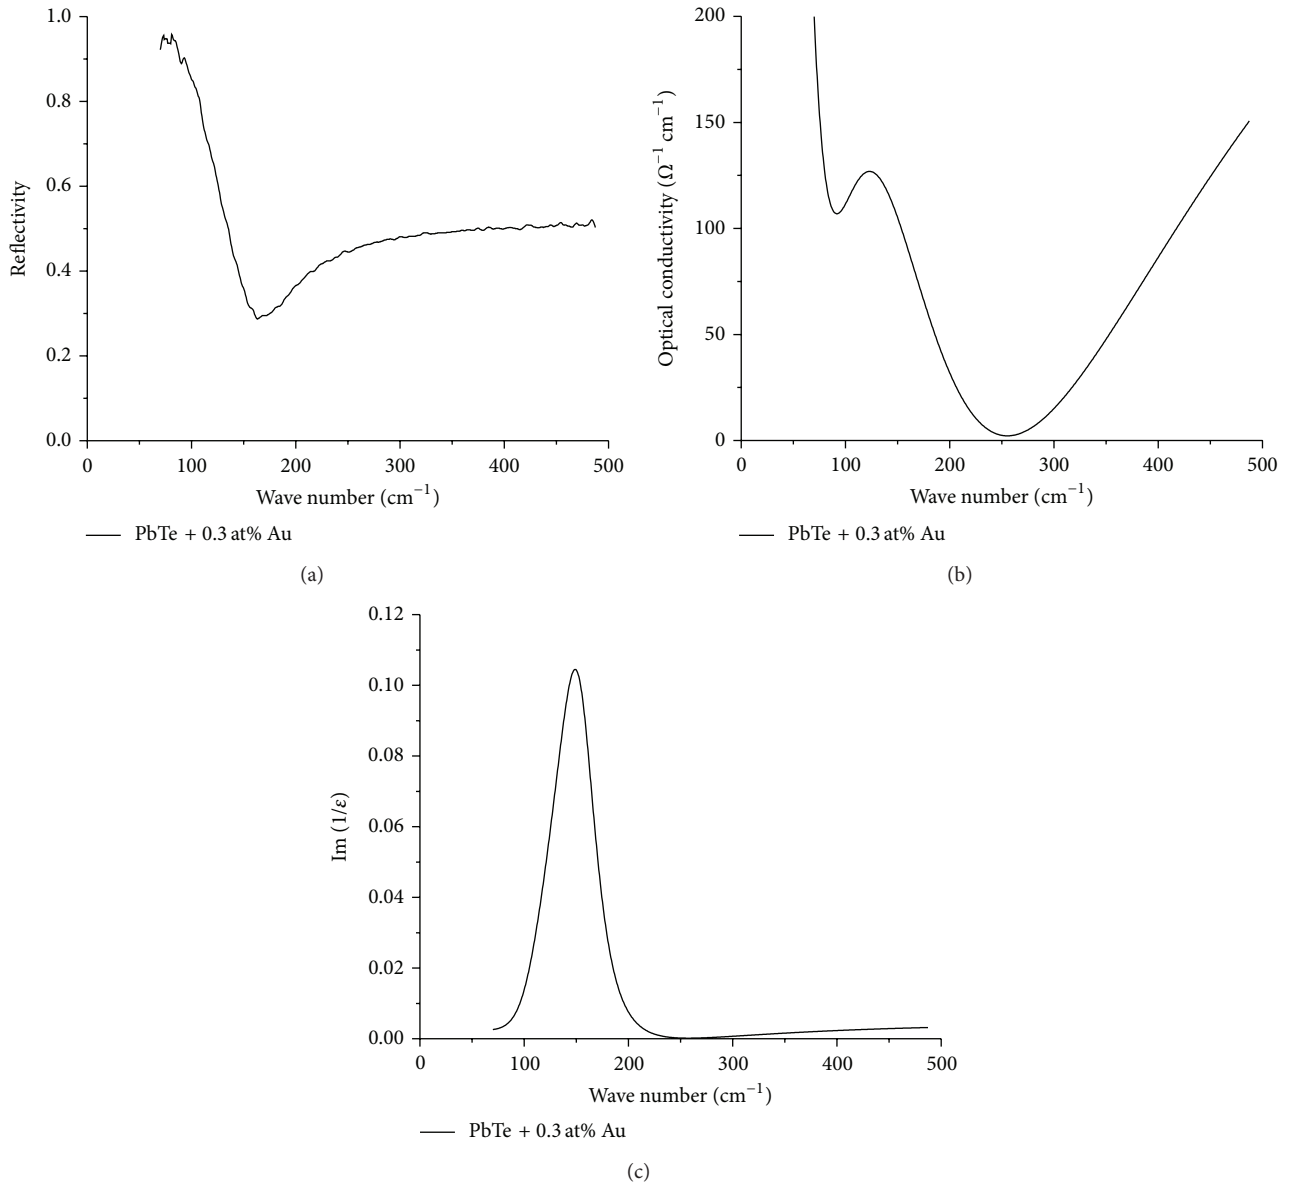 1.0
0.8
0.6
0.4
0.2
0.0
Reflectivity
0 100 200 300 400 500
Wave number (cm⁻¹)
PbTe + 0.3 at% Au
(a)
200
150
100
50
0
Optical conductivity (Ω⁻¹ cm⁻¹)
0 100 200 300 400 500
Wave number (cm⁻¹)
PbTe + 0.3 at% Au
(b)
0.12
0.10
0.08
0.06
0.04
0.02
0.00
Im (1/ε)
0 100 200 300 400 500
Wave number (cm⁻¹)
PbTe + 0.3 at% Au
(c)